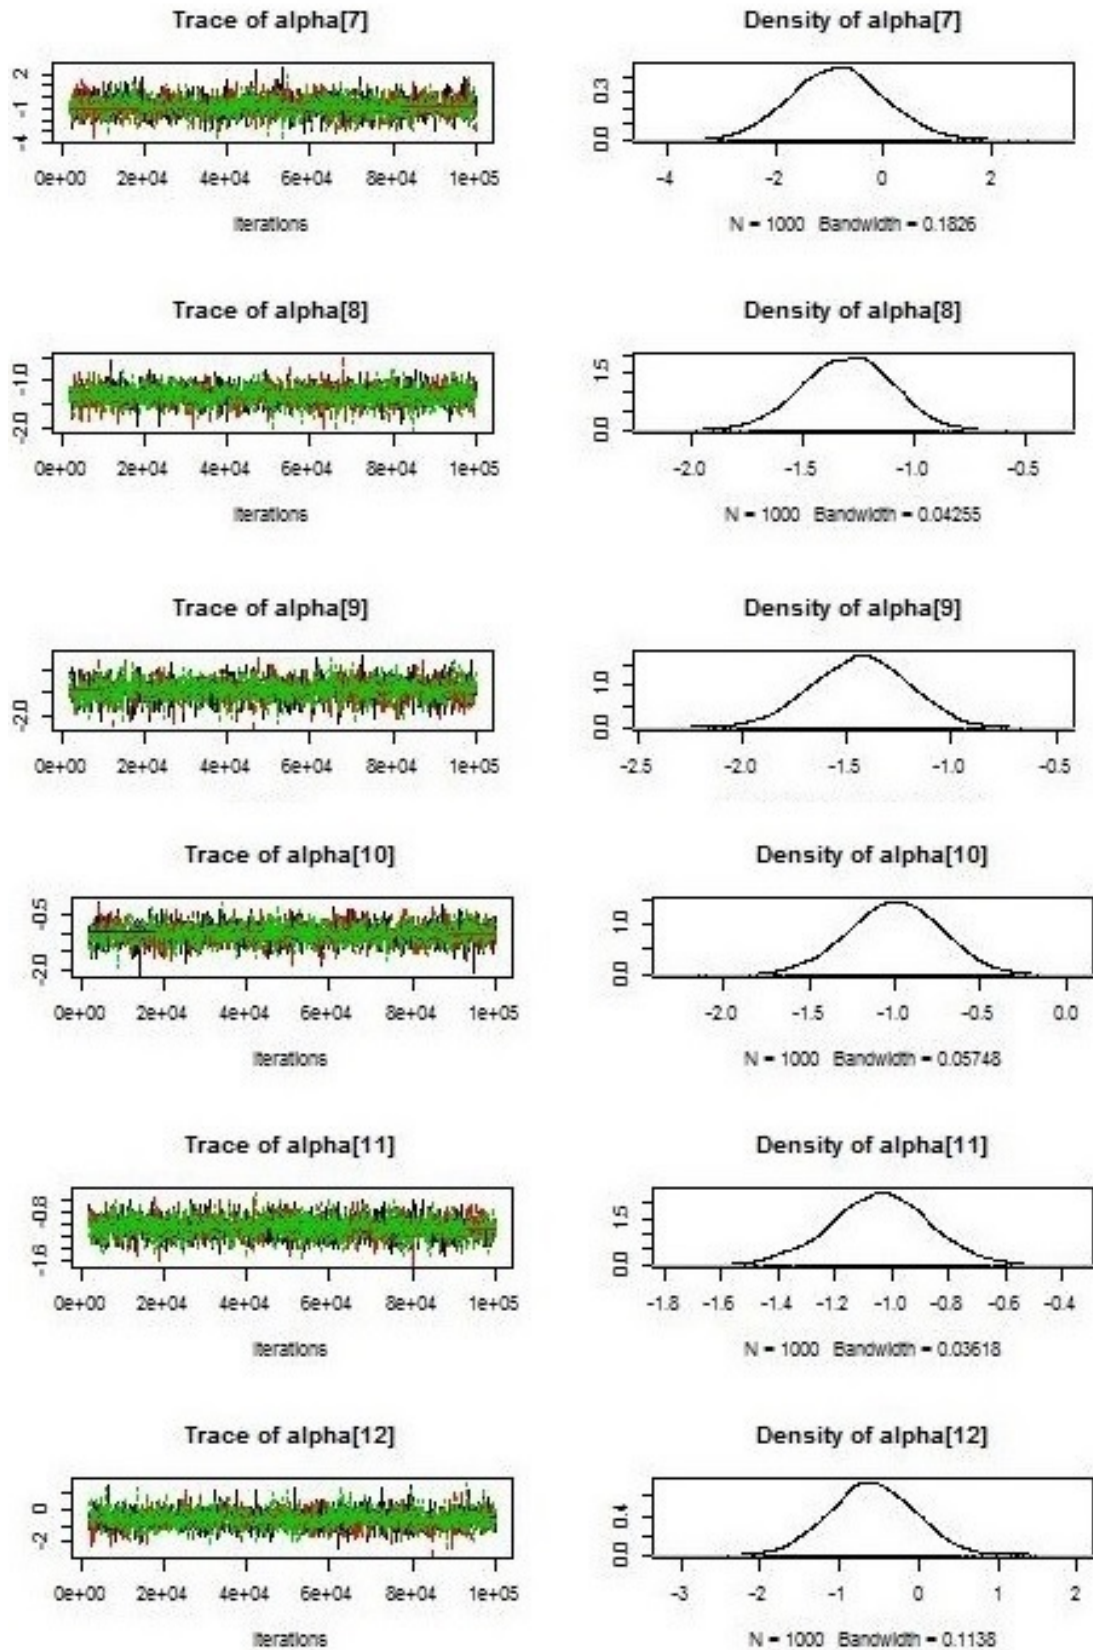 Trace of alpha[7] Density of alpha[7]
2
-1
-4
0.3
0.0
0e+00 2e+04 4e+04 6e+04 8e+04 1e+05 -4 -2 0 2
Iterations N = 1000 Bandwidth = 0.1826
Trace of alpha[8] Density of alpha[8]
-1.0
-2.0
1.5
0.0
0e+00 2e+04 4e+04 6e+04 8e+04 1e+05 -2.0 -1.5 -1.0 -0.5
Iterations N = 1000 Bandwidth = 0.04255
Trace of alpha[9] Density of alpha[9]
-2.0
1.0
0.0
0e+00 2e+04 4e+04 6e+04 8e+04 1e+05 -2.5 -2.0 -1.5 -1.0 -0.5
Trace of alpha[10] Density of alpha[10]
-0.5
-2.0
1.0
0.0
0e+00 2e+04 4e+04 6e+04 8e+04 1e+05 -2.0 -1.5 -1.0 -0.5 0.0
Iterations N = 1000 Bandwidth = 0.05748
Trace of alpha[11] Density of alpha[11]
-0.8
-1.6
1.5
0.0
0e+00 2e+04 4e+04 6e+04 8e+04 1e+05 -1.8 -1.6 -1.4 -1.2 -1.0 -0.8 -0.6 -0.4
Iterations N = 1000 Bandwidth = 0.03618
Trace of alpha[12] Density of alpha[12]
0
-2
0.4
0.0
0e+00 2e+04 4e+04 6e+04 8e+04 1e+05 -3 -2 -1 0 1 2
Iterations N = 1000 Bandwidth = 0.1138